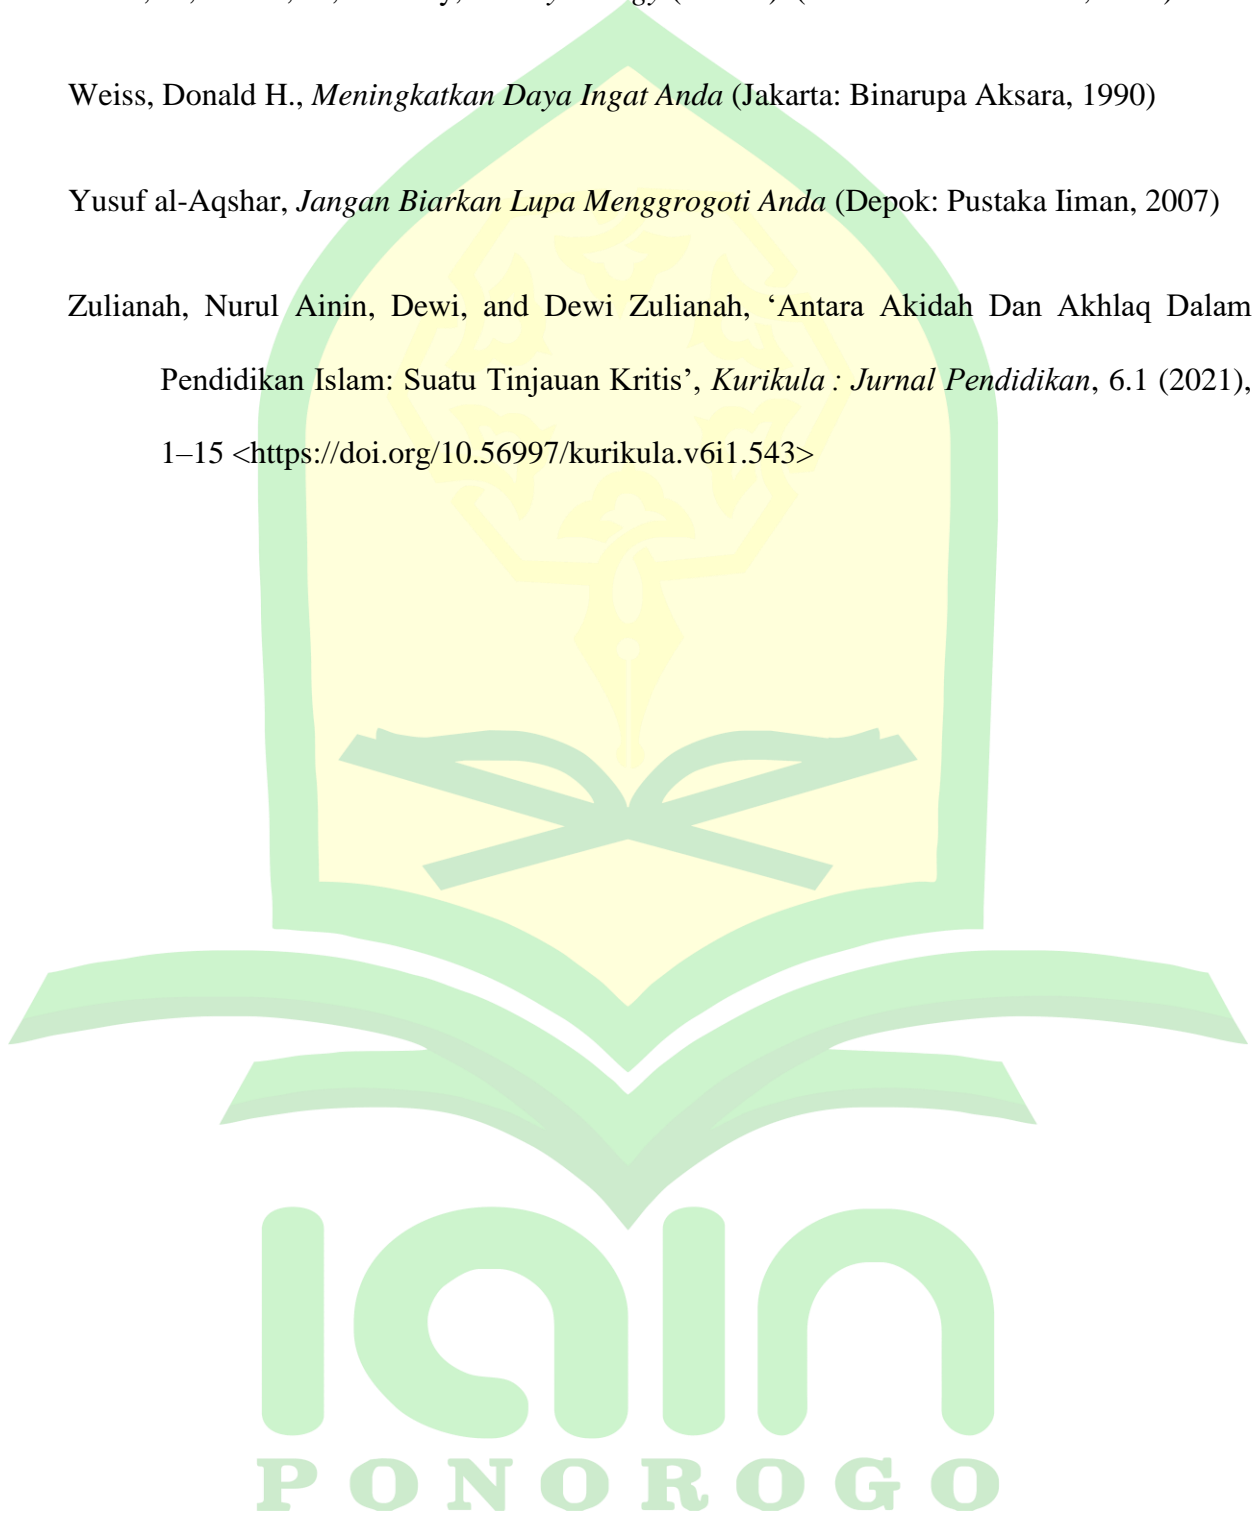 Weiss, Donald H., Meningkatkan Daya Ingat Anda (Jakarta: Binarupa Aksara, 1990)
Yusuf al-Aqshar, Jangan Biarkan Lupa Menggrogoti Anda (Depok: Pustaka Iiman, 2007)
Zulianah, Nurul Ainin, Dewi, and Dewi Zulianah, ‘Antara Akidah Dan Akhlaq Dalam
Pendidikan Islam: Suatu Tinjauan Kritis’, Kurikula : Jurnal Pendidikan, 6.1 (2021),
1–15 <https://doi.org/10.56997/kurikula.v6i1.543>
iain
PONOROGO